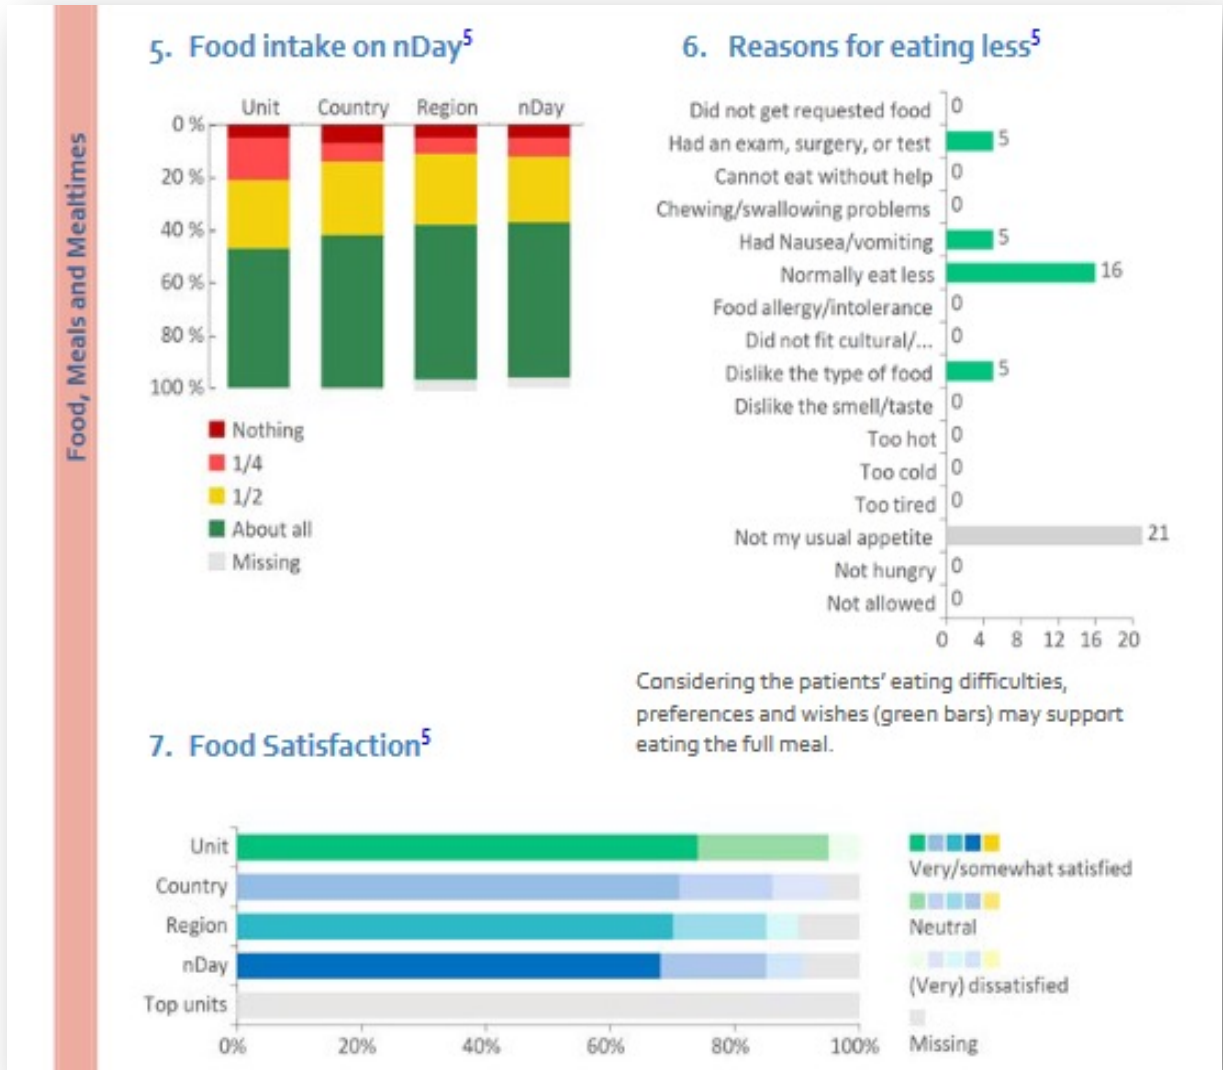 Food, Meals and Mealtimes
5. Food intake on nDay5
Unit Country Region nDay
0 %
20 %
40 %
60 %
80 %
100 %
Nothing
1/4
1/2
About all
Missing
6. Reasons for eating less5
Did not get requested food 0
Had an exam, surgery, or test 5
Cannot eat without help 0
Chewing/swallowing problems 0
Had Nausea/vomiting 5
Normally eat less 16
Food allergy/intolerance 0
Did not fit cultural/... 0
Dislike the type of food 5
Dislike the smell/taste 0
Too hot 0
Too cold 0
Too tired 0
Not my usual appetite 21
Not hungry 0
Not allowed 0
0 4 8 12 16 20
Considering the patients' eating difficulties,
preferences and wishes (green bars) may support
eating the full meal.
7. Food Satisfaction5
Unit
Country
Region
nDay
Top units
0% 20% 40% 60% 80% 100%
Very/somewhat satisfied
Neutral
(Very) dissatisfied
Missing